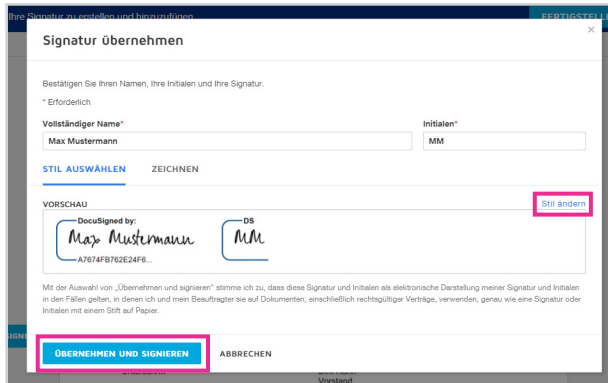 Ihre Signatur zu erstellen und hinzuzufügen.
FERTIGSTELL
Signatur übernehmen
×
Bestätigen Sie Ihren Namen, Ihre Initialen und Ihre Signatur.
* Erforderlich
Vollständiger Name*
Initialen*
Max Mustermann
MM
STIL AUSWÄHLEN
ZEICHNEN
VORSCHAU
Stil ändern
DocuSigned by:
DS
Max Mustermann
MM
A7674FB762E24F6...
Mit der Auswahl von „Übernehmen und signieren“ stimme ich zu, dass diese Signatur und Initialen als elektronische Darstellung meiner Signatur und Initialen
in den Fällen gelten, in denen ich und mein Beauftragter sie auf Dokumenten, einschließlich rechtsgültiger Verträge, verwenden, genau wie eine Signatur oder
Initialen mit einem Stift auf Papier.
SIGNI
ÜBERNEHMEN UND SIGNIEREN
ABBRECHEN
Vorstand